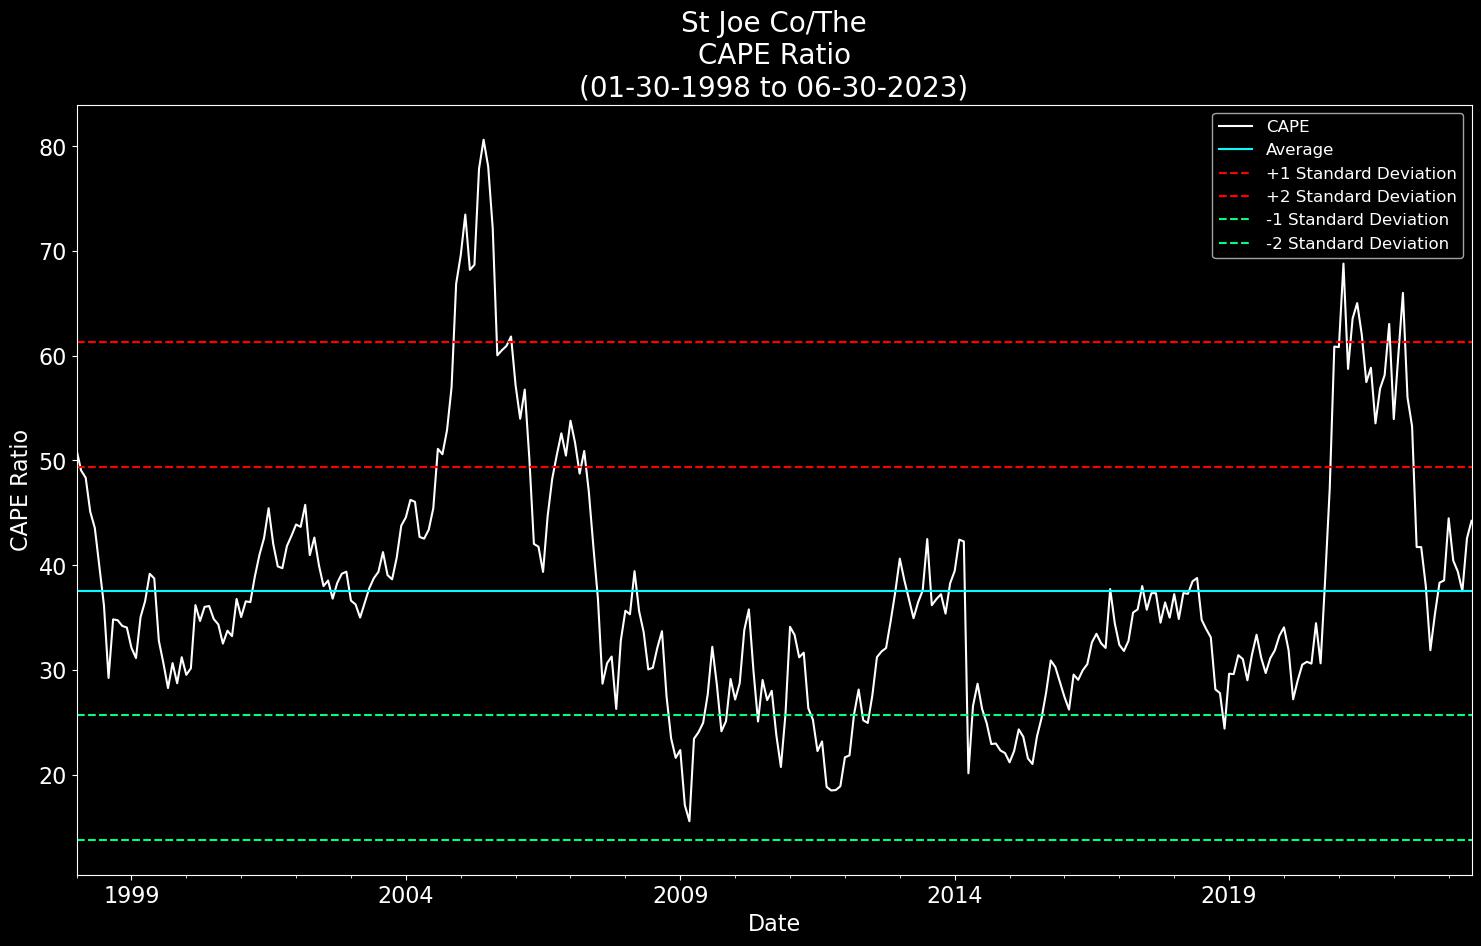 St Joe Co/The
CAPE Ratio
(01-30-1998 to 06-30-2023)
CAPE
Average
+1 Standard Deviation
+2 Standard Deviation
-1 Standard Deviation
-2 Standard Deviation
CAPE Ratio
80
70
60
50
40
30
20
1999
2004
2009
2014
2019
Date